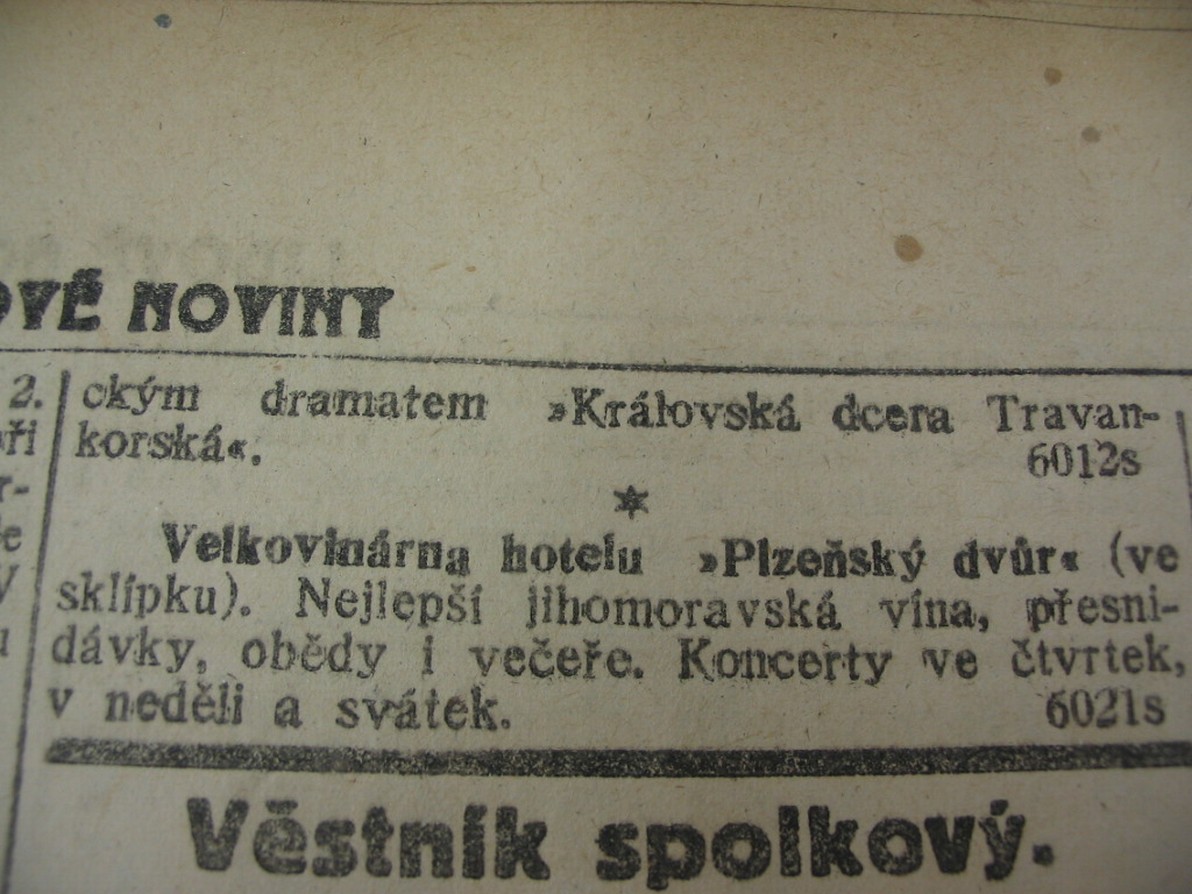 NOVINY
2.
ckým dramatem »Královská dcera Travan-
korská«.
6012s
Velkovinárna hotelu »Plzeňský dvůr« (ve
sklípku). Nejlepší jihomoravská vína, přesni-
dávky, obědy i večeře. Koncerty ve čtvrtek,
v neděli a svátek.
6021s
Věstník spolkový.